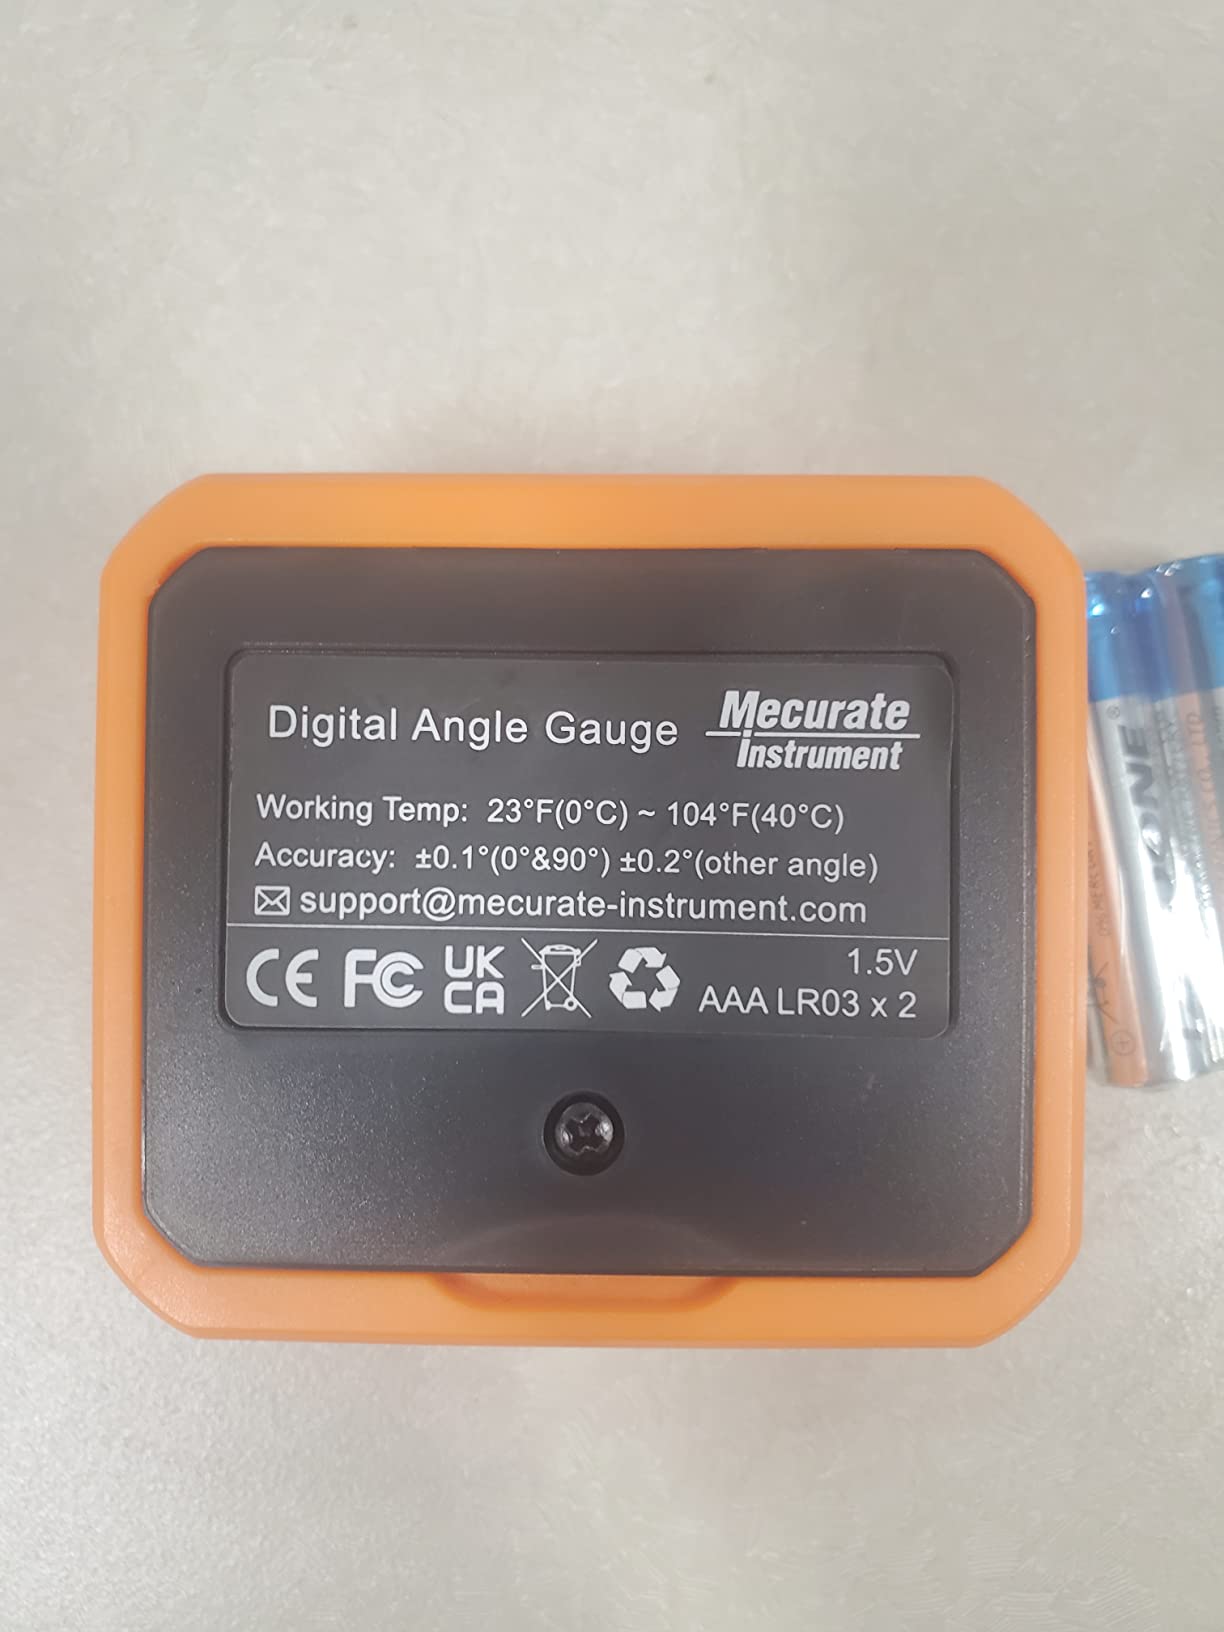 Digital Angle Gauge
Mecurate
Instrument
Working Temp: 23°F(0°C) ~ 104°F(40°C)
Accuracy: ±0.1°(0°&90°) ±0.2°(other angle)
support@mecurate-instrument.com
CE FC UK
CA
1.5V
AAA LR03 x 2